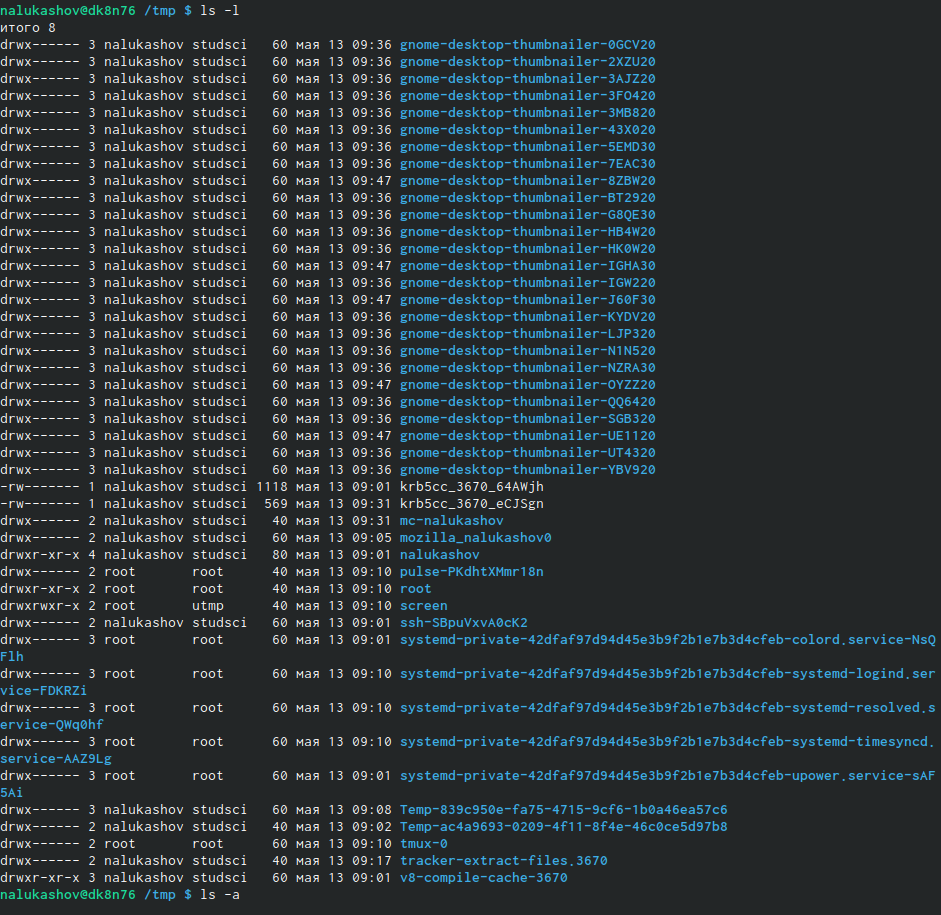 nalukashov@dk8n76 /tmp $ ls -l
итого 8
drwx------ 3 nalukashov studsci   60 мая 13 09:36 gnome-desktop-thumbnailer-0GCV20
drwx------ 3 nalukashov studsci   60 мая 13 09:36 gnome-desktop-thumbnailer-2XZU20
drwx------ 3 nalukashov studsci   60 мая 13 09:36 gnome-desktop-thumbnailer-3AJZ20
drwx------ 3 nalukashov studsci   60 мая 13 09:36 gnome-desktop-thumbnailer-3FO420
drwx------ 3 nalukashov studsci   60 мая 13 09:36 gnome-desktop-thumbnailer-3MB820
drwx------ 3 nalukashov studsci   60 мая 13 09:36 gnome-desktop-thumbnailer-43X020
drwx------ 3 nalukashov studsci   60 мая 13 09:36 gnome-desktop-thumbnailer-5EMD30
drwx------ 3 nalukashov studsci   60 мая 13 09:36 gnome-desktop-thumbnailer-7EAC30
drwx------ 3 nalukashov studsci   60 мая 13 09:47 gnome-desktop-thumbnailer-8ZBW20
drwx------ 3 nalukashov studsci   60 мая 13 09:36 gnome-desktop-thumbnailer-BT2920
drwx------ 3 nalukashov studsci   60 мая 13 09:36 gnome-desktop-thumbnailer-G8QE30
drwx------ 3 nalukashov studsci   60 мая 13 09:36 gnome-desktop-thumbnailer-HB4W20
drwx------ 3 nalukashov studsci   60 мая 13 09:36 gnome-desktop-thumbnailer-HK0W20
drwx------ 3 nalukashov studsci   60 мая 13 09:47 gnome-desktop-thumbnailer-IGHA30
drwx------ 3 nalukashov studsci   60 мая 13 09:36 gnome-desktop-thumbnailer-IGW220
drwx------ 3 nalukashov studsci   60 мая 13 09:47 gnome-desktop-thumbnailer-J60F30
drwx------ 3 nalukashov studsci   60 мая 13 09:36 gnome-desktop-thumbnailer-KYDV20
drwx------ 3 nalukashov studsci   60 мая 13 09:36 gnome-desktop-thumbnailer-LJP320
drwx------ 3 nalukashov studsci   60 мая 13 09:36 gnome-desktop-thumbnailer-N1N520
drwx------ 3 nalukashov studsci   60 мая 13 09:36 gnome-desktop-thumbnailer-NZRA30
drwx------ 3 nalukashov studsci   60 мая 13 09:47 gnome-desktop-thumbnailer-OYZZ20
drwx------ 3 nalukashov studsci   60 мая 13 09:36 gnome-desktop-thumbnailer-QQ6420
drwx------ 3 nalukashov studsci   60 мая 13 09:36 gnome-desktop-thumbnailer-SGB320
drwx------ 3 nalukashov studsci   60 мая 13 09:47 gnome-desktop-thumbnailer-UE1120
drwx------ 3 nalukashov studsci   60 мая 13 09:36 gnome-desktop-thumbnailer-UT4320
drwx------ 3 nalukashov studsci   60 мая 13 09:36 gnome-desktop-thumbnailer-YBV920
-rw------- 1 nalukashov studsci 1118 мая 13 09:01 krb5cc_3670_64AWjh
-rw------- 1 nalukashov studsci  569 мая 13 09:31 krb5cc_3670_eCJSgn
drwx------ 2 nalukashov studsci   40 мая 13 09:31 mc-nalukashov
drwx------ 2 nalukashov studsci   60 мая 13 09:05 mozilla_nalukashov0
drwxr-xr-x 4 nalukashov studsci   80 мая 13 09:01 nalukashov
drwx------ 2 root       root      40 мая 13 09:10 pulse-PKdhtXMmr18n
drwxr-xr-x 2 root       root      40 мая 13 09:10 root
drwxrwxr-x 2 root       utmp      40 мая 13 09:10 screen
drwx------ 2 nalukashov studsci   60 мая 13 09:01 ssh-SBpuVxvA0cK2
drwx------ 3 root       root      60 мая 13 09:01 systemd-private-42dfaf97d94d45e3b9f2b1e7b3d4cfeb-colord.service-NsQ
Flh
drwx------ 3 root       root      60 мая 13 09:10 systemd-private-42dfaf97d94d45e3b9f2b1e7b3d4cfeb-systemd-logind.ser
vice-FDKRZi
drwx------ 3 root       root      60 мая 13 09:10 systemd-private-42dfaf97d94d45e3b9f2b1e7b3d4cfeb-systemd-resolved.s
ervice-QWq0hf
drwx------ 3 root       root      60 мая 13 09:10 systemd-private-42dfaf97d94d45e3b9f2b1e7b3d4cfeb-systemd-timesyncd.
service-AAZ9Lg
drwx------ 3 root       root      60 мая 13 09:01 systemd-private-42dfaf97d94d45e3b9f2b1e7b3d4cfeb-upower.service-sAF
5Ai
drwx------ 3 nalukashov studsci   60 мая 13 09:08 Temp-839c950e-fa75-4715-9cf6-1b0a46ea57c6
drwx------ 2 nalukashov studsci   40 мая 13 09:02 Temp-ac4a9693-0209-4f11-8f4e-46c0ce5d97b8
drwx------ 2 root       root      60 мая 13 09:10 tmux-0
drwx------ 2 nalukashov studsci   40 мая 13 09:17 tracker-extract-files.3670
drwxr-xr-x 3 nalukashov studsci   60 мая 13 09:01 v8-compile-cache-3670
nalukashov@dk8n76 /tmp $ ls -a